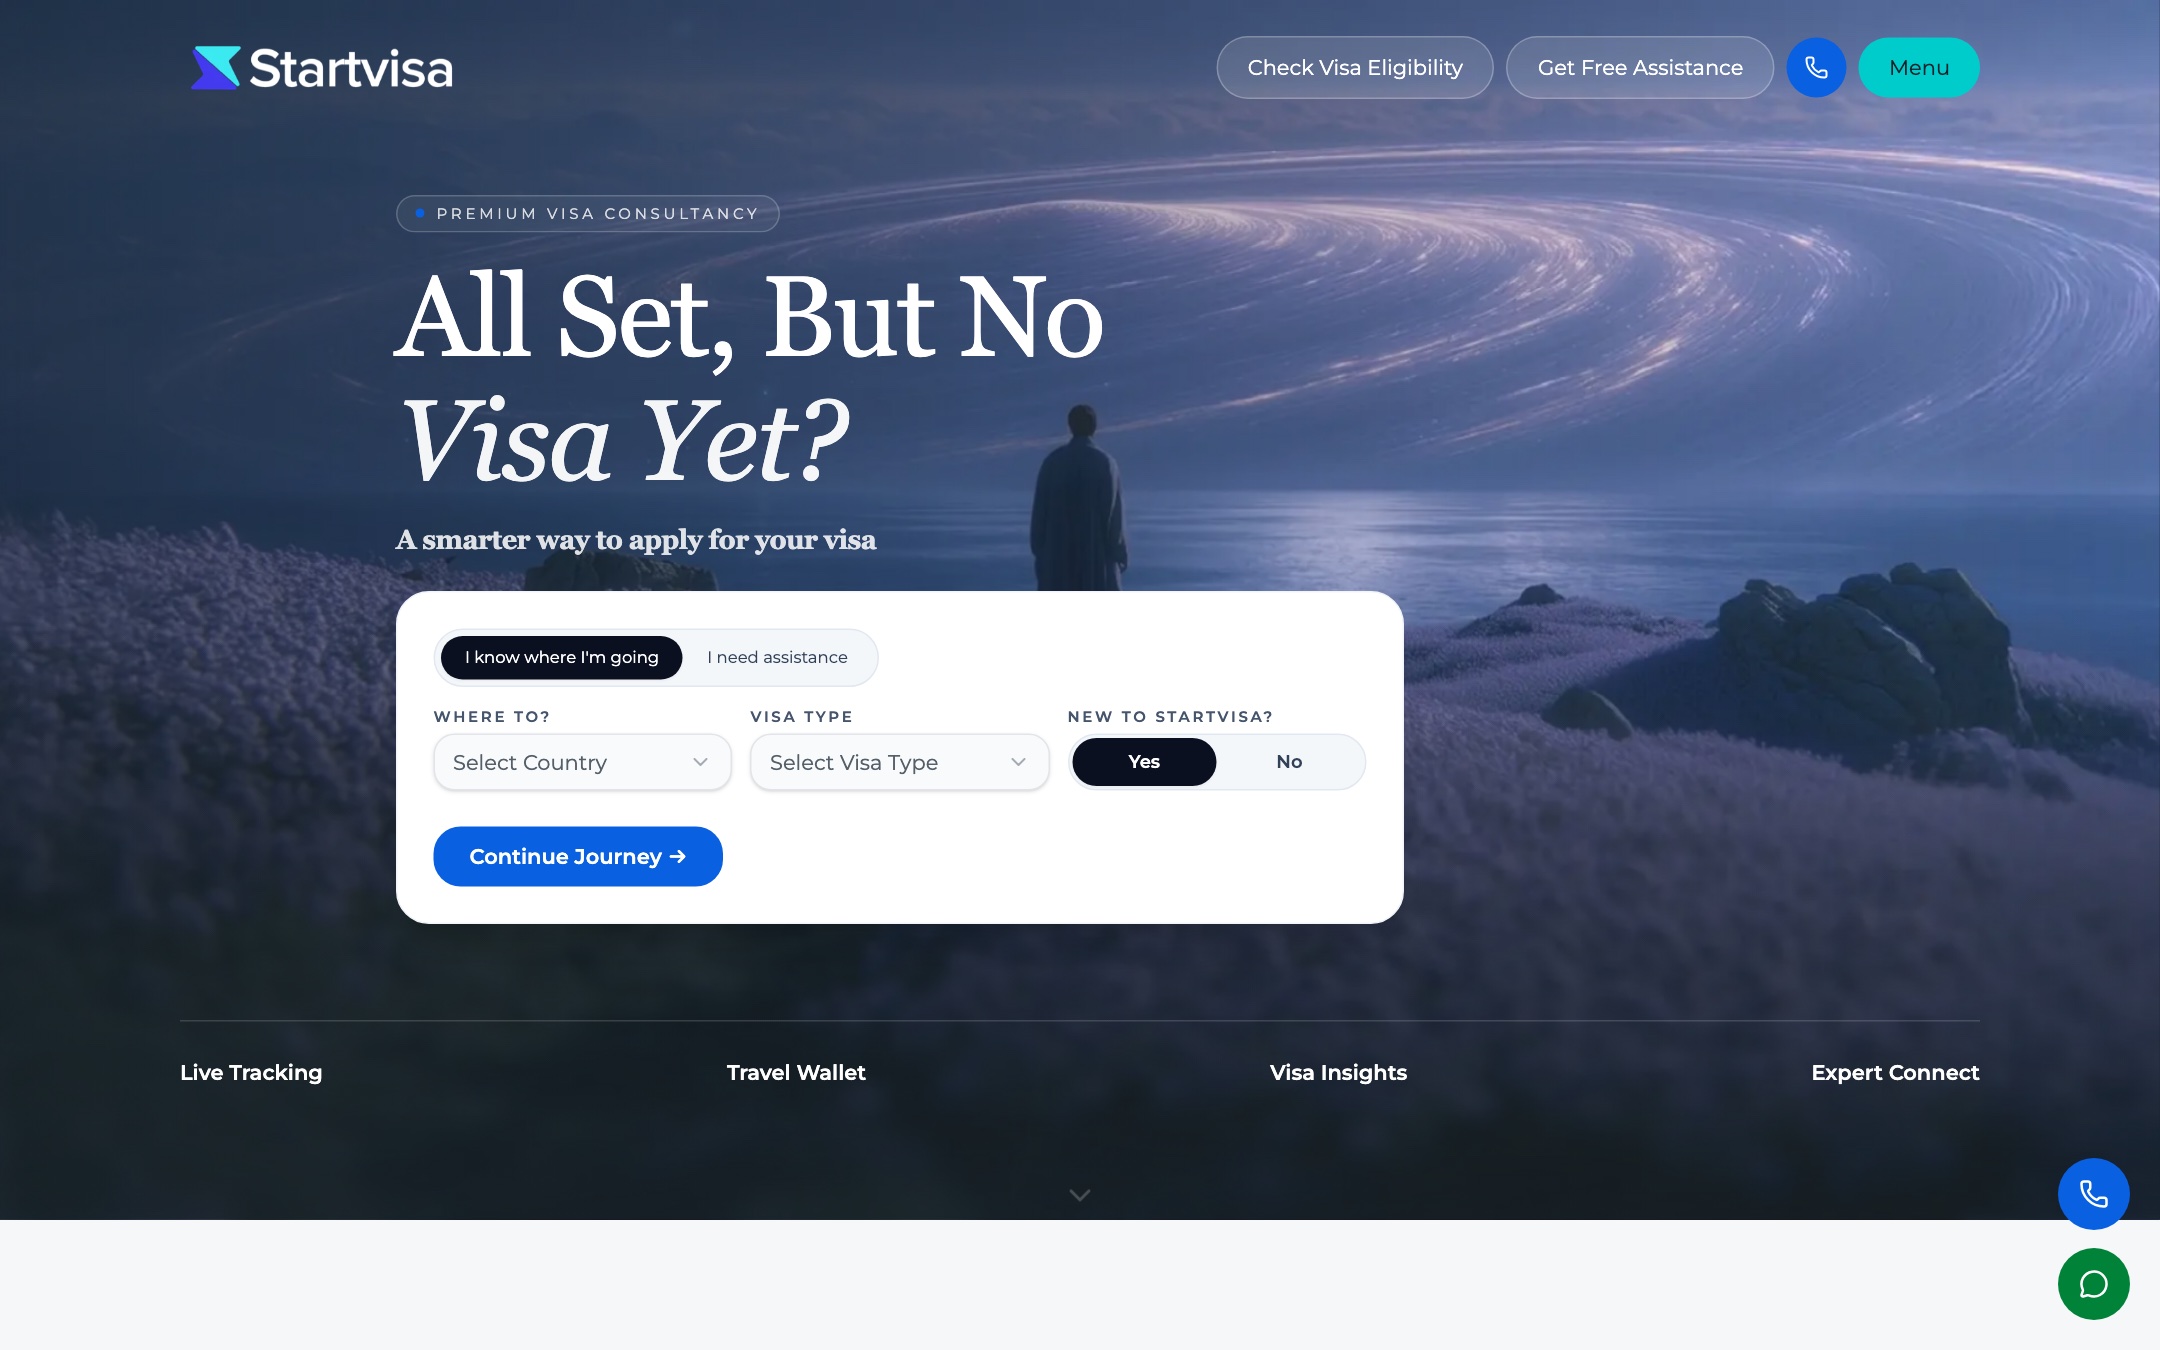 Startvisa
Check Visa Eligibility
Get Free Assistance
Menu
PREMIUM VISA CONSULTANCY
All Set, But No
Visa Yet?
A smarter way to apply for your visa
I know where I'm going
I need assistance
WHERE TO?
VISA TYPE
NEW TO STARTVISA?
Select Country
Select Visa Type
Yes
No
Continue Journey →
Live Tracking
Travel Wallet
Visa Insights
Expert Connect